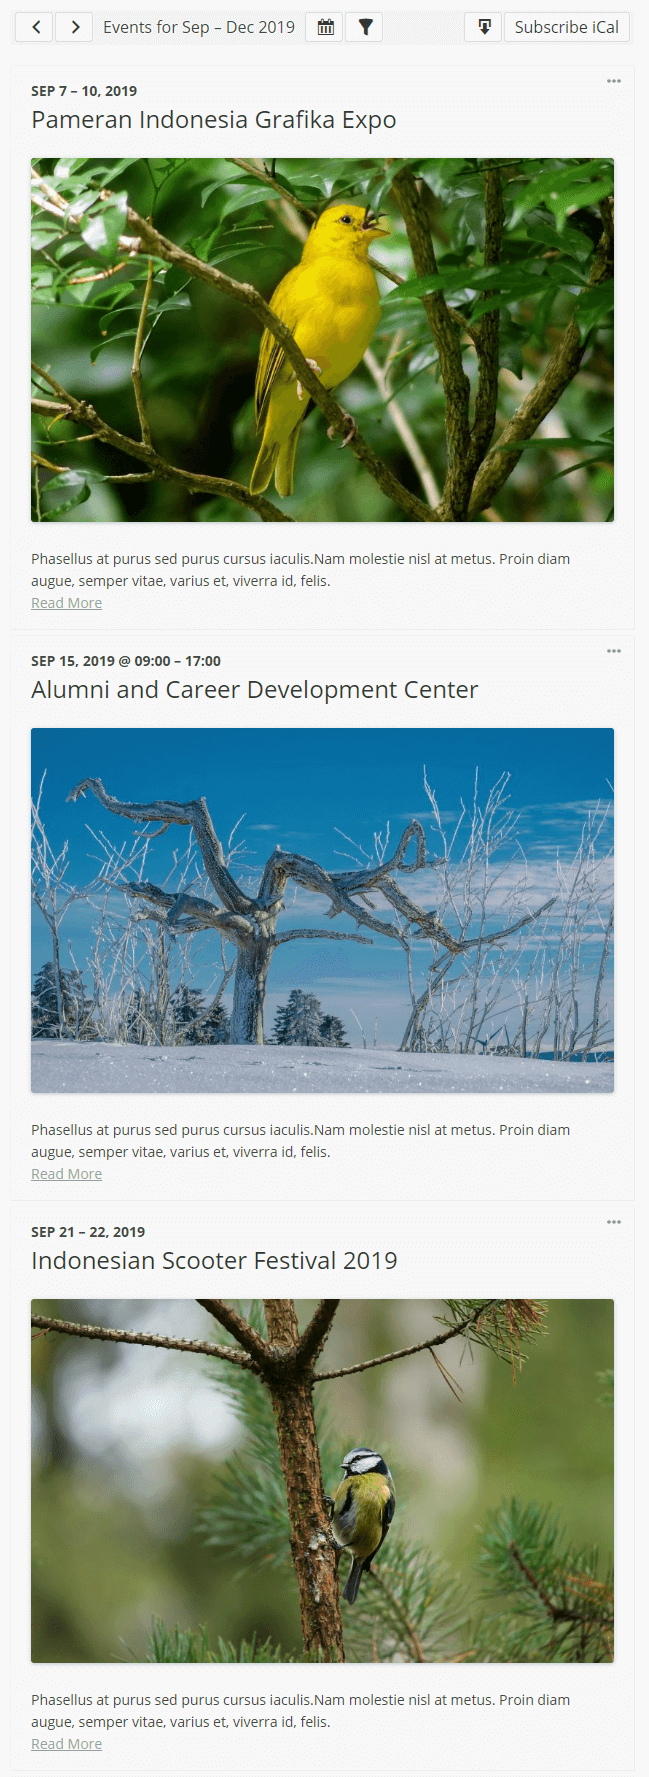 Events for Sep – Dec 2019
Subscribe iCal
SEP 7 – 10, 2019
Pameran Indonesia Grafika Expo
Phasellus at purus sed purus cursus iaculis.Nam molestie nisl at metus. Proin diam
augue, semper vitae, varius et, viverra id, felis.
Read More
SEP 15, 2019 @ 09:00 – 17:00
Alumni and Career Development Center
Phasellus at purus sed purus cursus iaculis.Nam molestie nisl at metus. Proin diam
augue, semper vitae, varius et, viverra id, felis.
Read More
SEP 21 – 22, 2019
Indonesian Scooter Festival 2019
Phasellus at purus sed purus cursus iaculis.Nam molestie nisl at metus. Proin diam
augue, semper vitae, varius et, viverra id, felis.
Read More